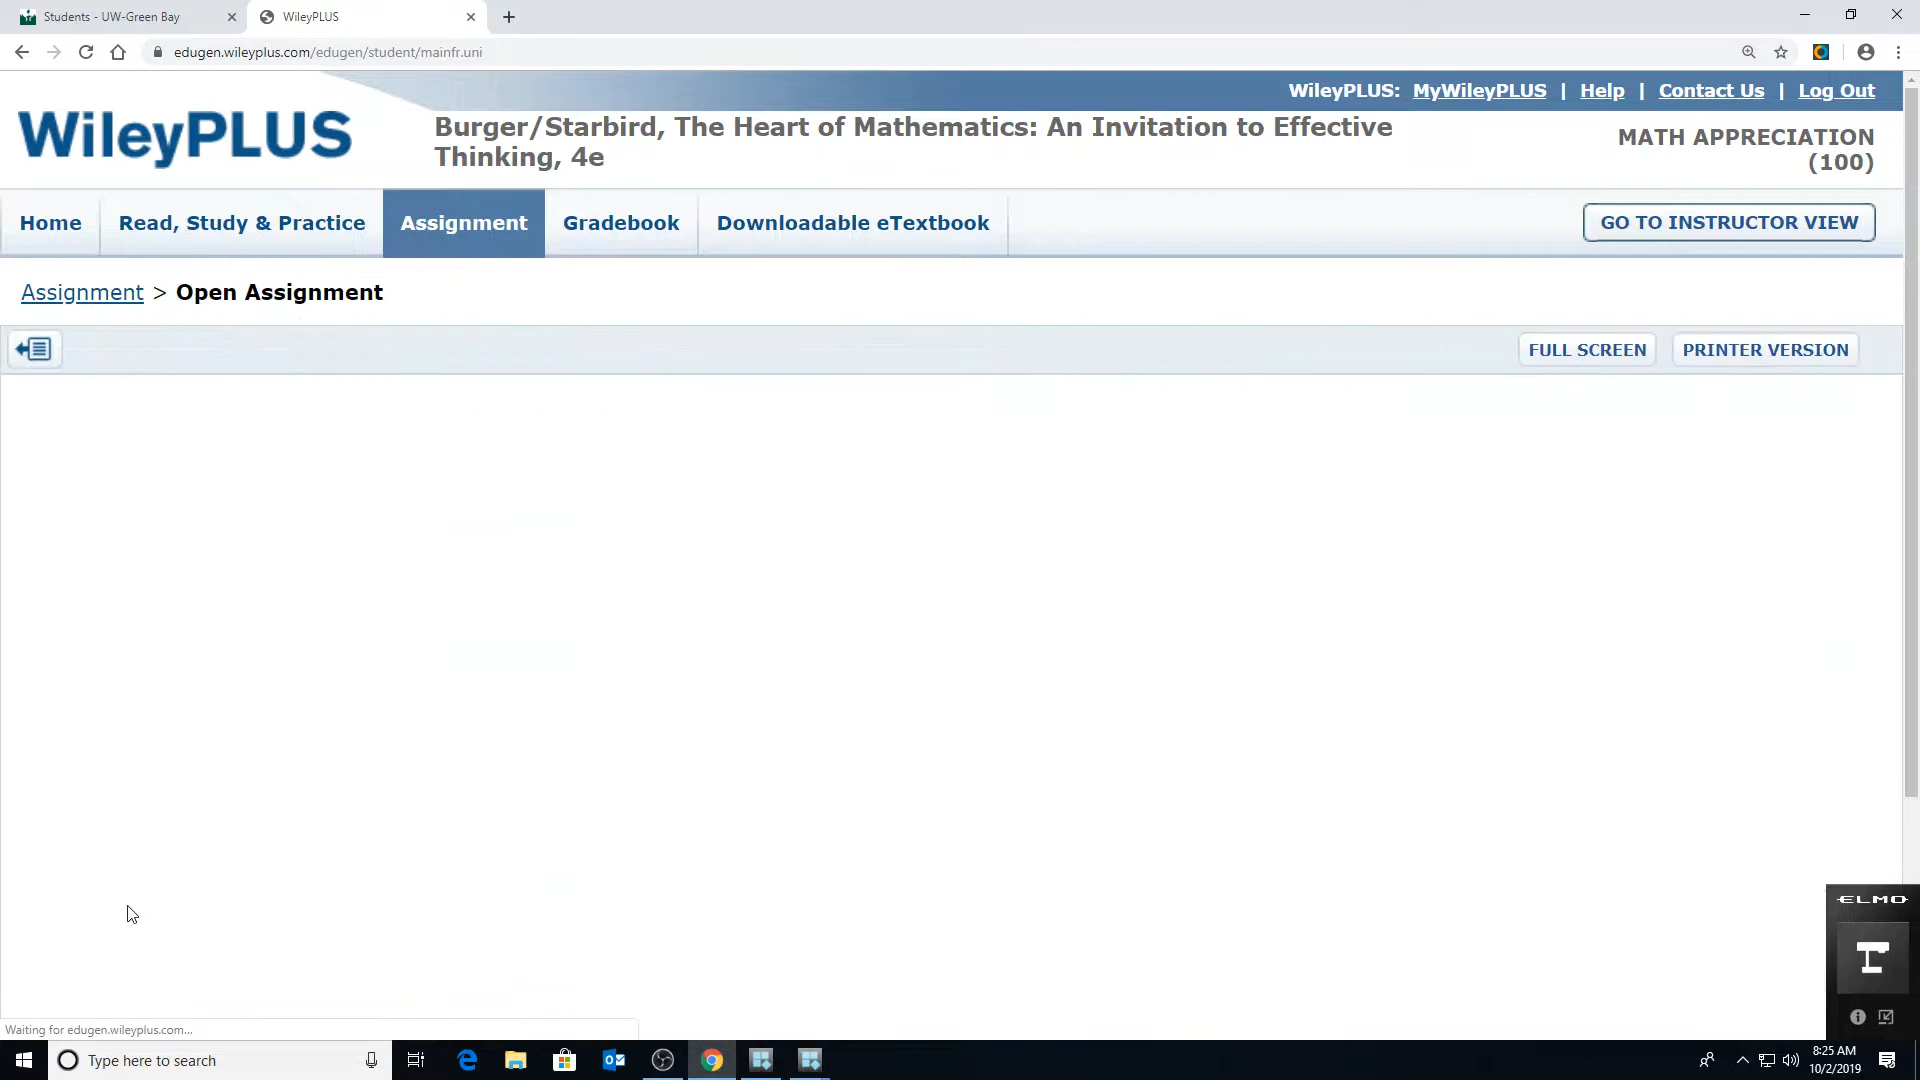 Students - UW-Green Bay
WileyPLUS
edugen.wileyplus.com/edugen/student/mainfr.uni
WileyPLUS: MyWileyPLUS | Help | Contact Us | Log Out
WileyPLUS
Burger/Starbird, The Heart of Mathematics: An Invitation to Effective
Thinking, 4e
MATH APPRECIATION
(100)
Home
Read, Study & Practice
Assignment
Gradebook
Downloadable eTextbook
GO TO INSTRUCTOR VIEW
Assignment > Open Assignment
FULL SCREEN
PRINTER VERSION
ELMO
Waiting for edugen.wileyplus.com...
Type here to search
8:25 AM
10/2/2019